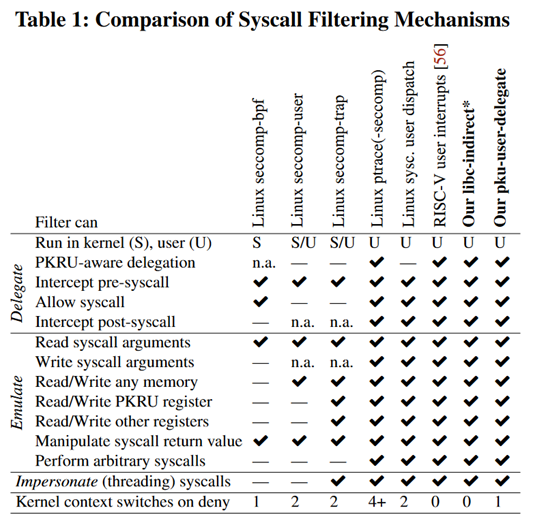 Table 1: Comparison of Syscall Filtering Mechanisms
Filter can
Linux seccomp-bpf
Linux seccomp-user
Linux seccomp-trap
Linux ptrace(-seccomp)
Linux sysc. user dispatch
RISC-V user interrupts [56]
Our libc-indirect*
Our pku-user-delegate
Delegate
Run in kernel (S), user (U) S S/U S/U U U U U U
PKRU-aware delegation n.a. — — ✔ — ✔ ✔ ✔
Intercept pre-syscall ✔ ✔ ✔ ✔ ✔ ✔ ✔ ✔
Allow syscall ✔ — — ✔ ✔ ✔ ✔ ✔
Intercept post-syscall — n.a. n.a. ✔ ✔ ✔ ✔ ✔
Emulate
Read syscall arguments ✔ ✔ ✔ ✔ ✔ ✔ ✔ ✔
Write syscall arguments — n.a. n.a. ✔ ✔ ✔ ✔ ✔
Read/Write any memory — ✔ ✔ ✔ ✔ ✔ ✔ ✔
Read/Write PKRU register — — ✔ ✔ ✔ ✔ ✔ ✔
Read/Write other registers — — ✔ ✔ ✔ ✔ ✔ ✔
Manipulate syscall return value ✔ ✔ ✔ ✔ ✔ ✔ ✔ ✔
Perform arbitrary syscalls — — — ✔ ✔ ✔ ✔ ✔
Impersonate (threading) syscalls — — ✔ ✔ ✔ ✔ ✔ ✔
Kernel context switches on deny 1 2 2 4+ 2 0 0 1